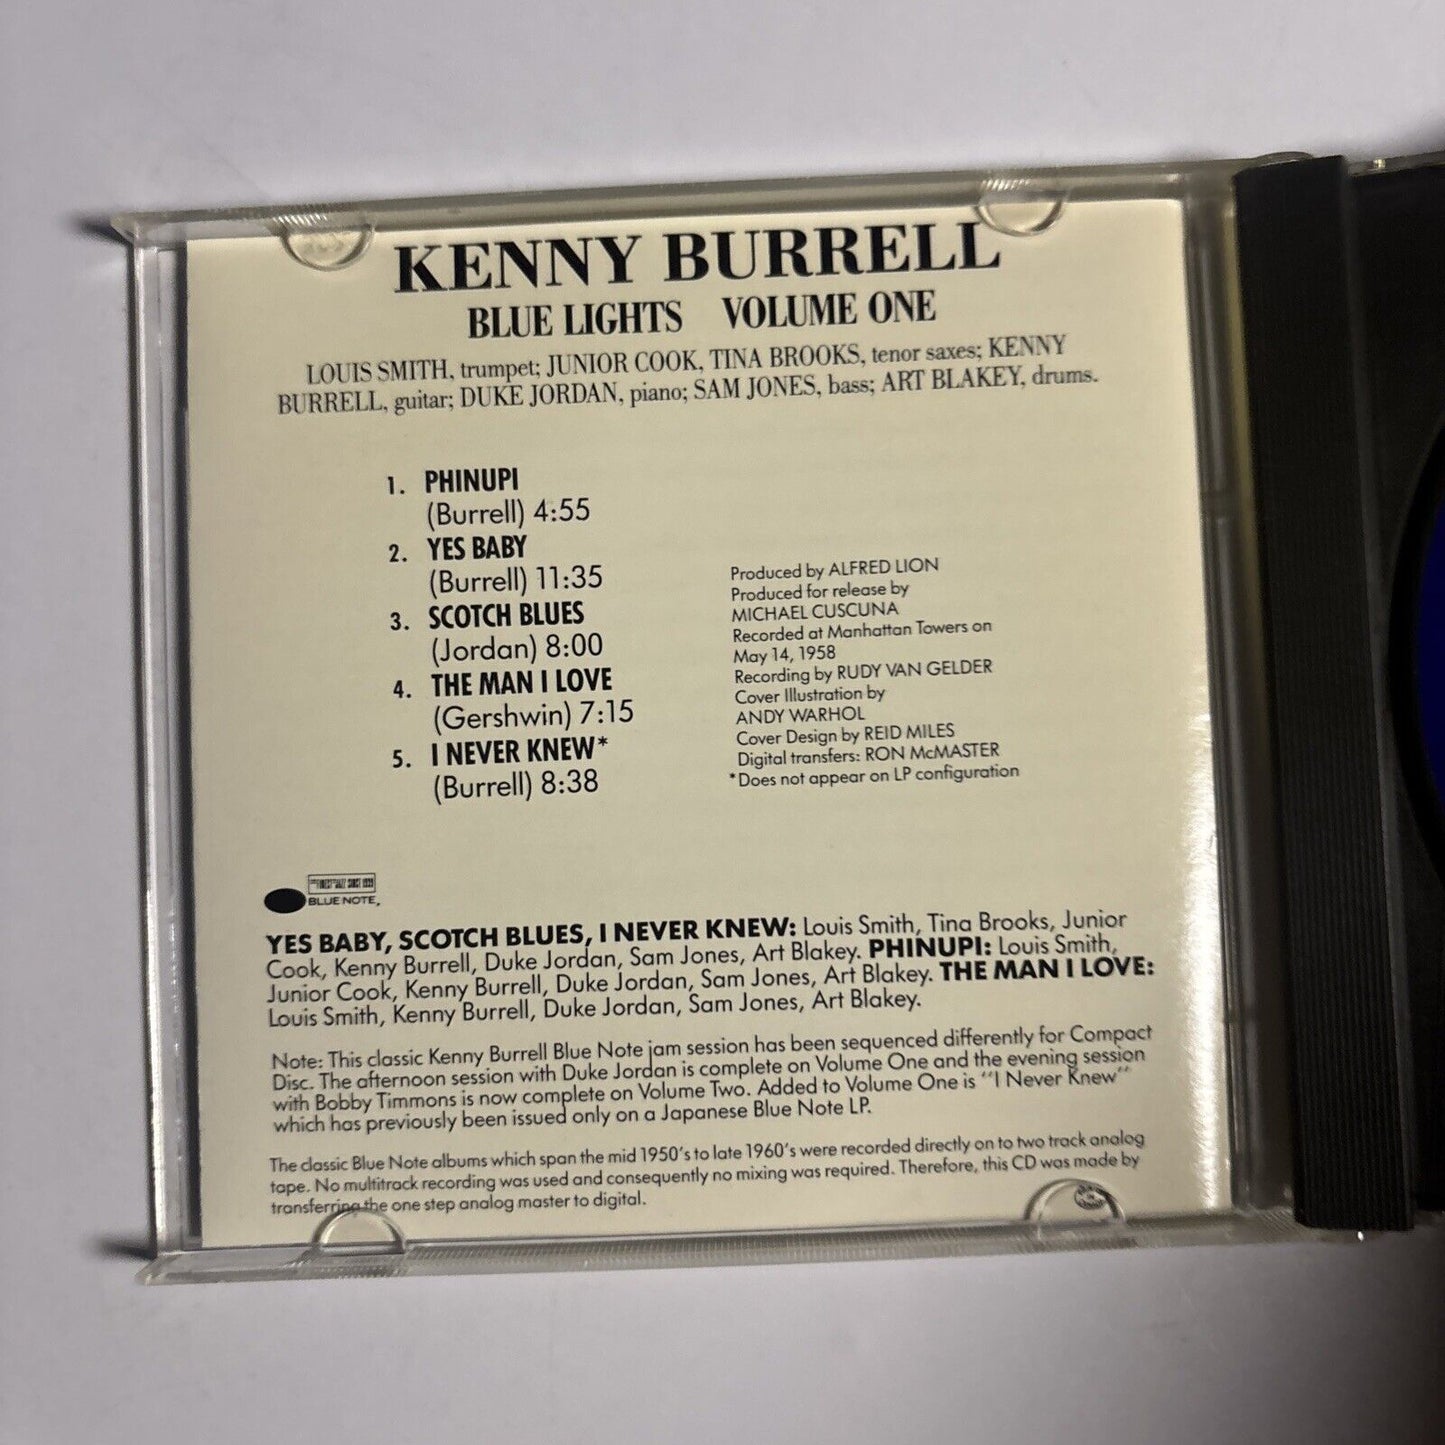 KENNY BURRELL
BLUE LIGHTS VOLUME ONE
LOUIS SMITH, trumpet; JUNIOR COOK, TINA BROOKS, tenor saxes; KENNY
BURRELL, guitar; DUKE JORDAN, piano; SAM JONES, bass; ART BLAKEY, drums.
1. PHINUPI
(Burrell) 4:55
2. YES BABY
(Burrell) 11:35
3. SCOTCH BLUES
(Jordan) 8:00
4. THE MAN I LOVE
(Gershwin) 7:15
5. I NEVER KNEW*
(Burrell) 8:38
Produced by ALFRED LION
Produced for release by
MICHAEL CUSCUNA
Recorded at Manhattan Towers on
May 14, 1958
Recording by RUDY VAN GELDER
Cover Illustration by
ANDY WARHOL
Cover Design by REID MILES
Digital transfers: RON McMASTER
*Does not appear on LP configuration
BLUE NOTE
YES BABY, SCOTCH BLUES, I NEVER KNEW: Louis Smith, Tina Brooks, Junior
Cook, Kenny Burrell, Duke Jordan, Sam Jones, Art Blakey. PHINUPI: Louis Smith,
Junior Cook, Kenny Burrell, Duke Jordan, Sam Jones, Art Blakey. THE MAN I LOVE:
Louis Smith, Kenny Burrell, Duke Jordan, Sam Jones, Art Blakey.
Note: This classic Kenny Burrell Blue Note jam session has been sequenced differently for Compact
Disc. The afternoon session with Duke Jordan is complete on Volume One and the evening session
with Bobby Timmons is now complete on Volume Two. Added to Volume One is "I Never Knew"
which has previously been issued only on a Japanese Blue Note LP.
The classic Blue Note albums which span the mid 1950's to late 1960's were recorded directly on to two track analog
tape. No multitrack recording was used and consequently no mixing was required. Therefore, this CD was made by
transferring the one step analog master to digital.